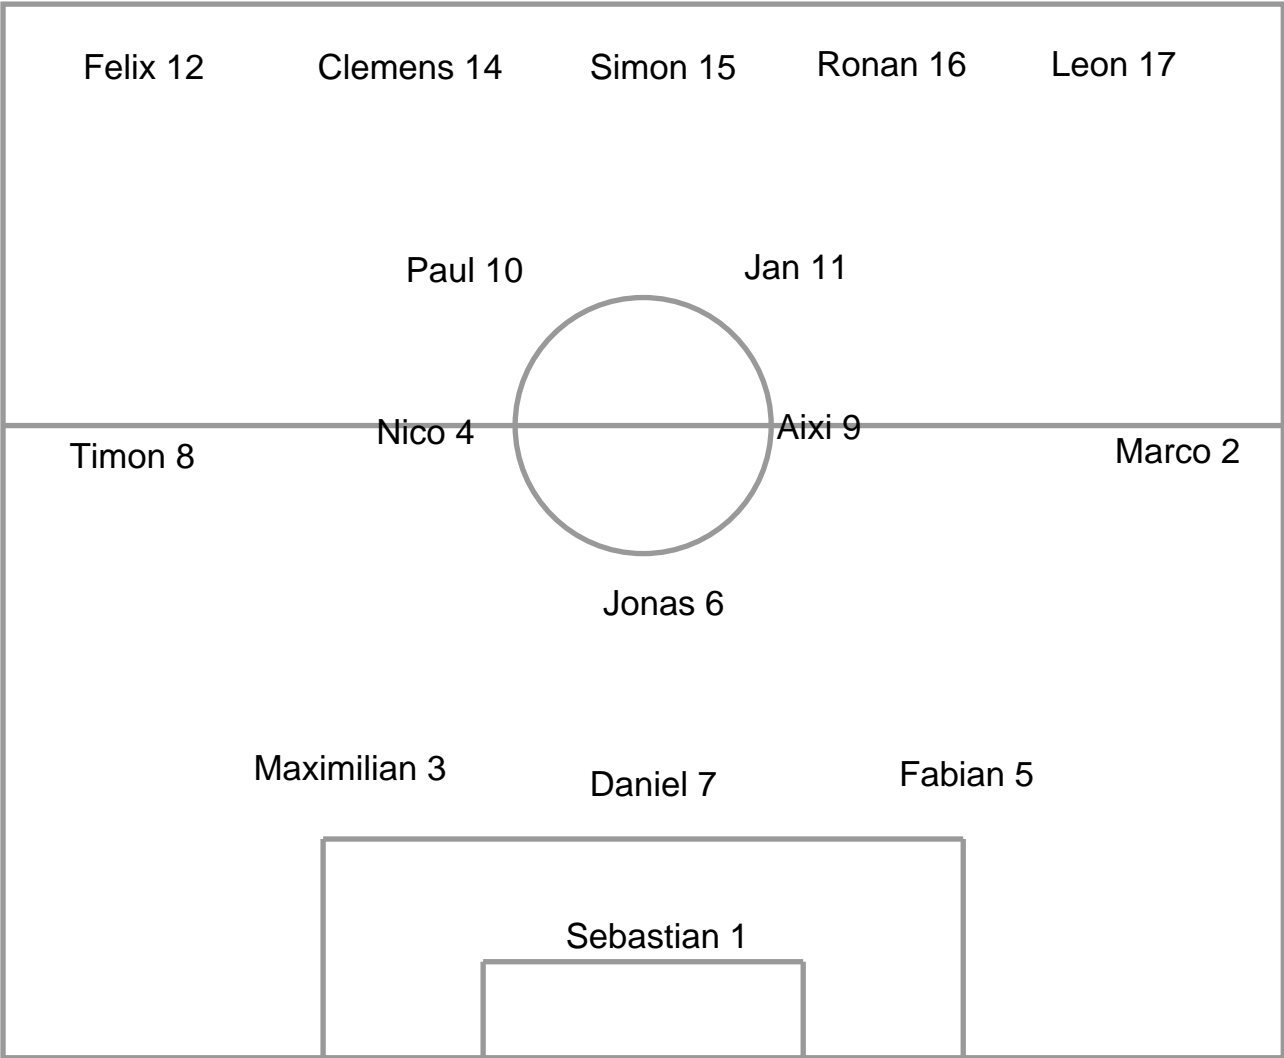 Felix 12
Clemens 14
Simon 15
Ronan 16
Leon 17
Paul 10
Jan 11
Nico 4
Aixi 9
Timon 8
Marco 2
Jonas 6
Maximilian 3
Daniel 7
Fabian 5
Sebastian 1